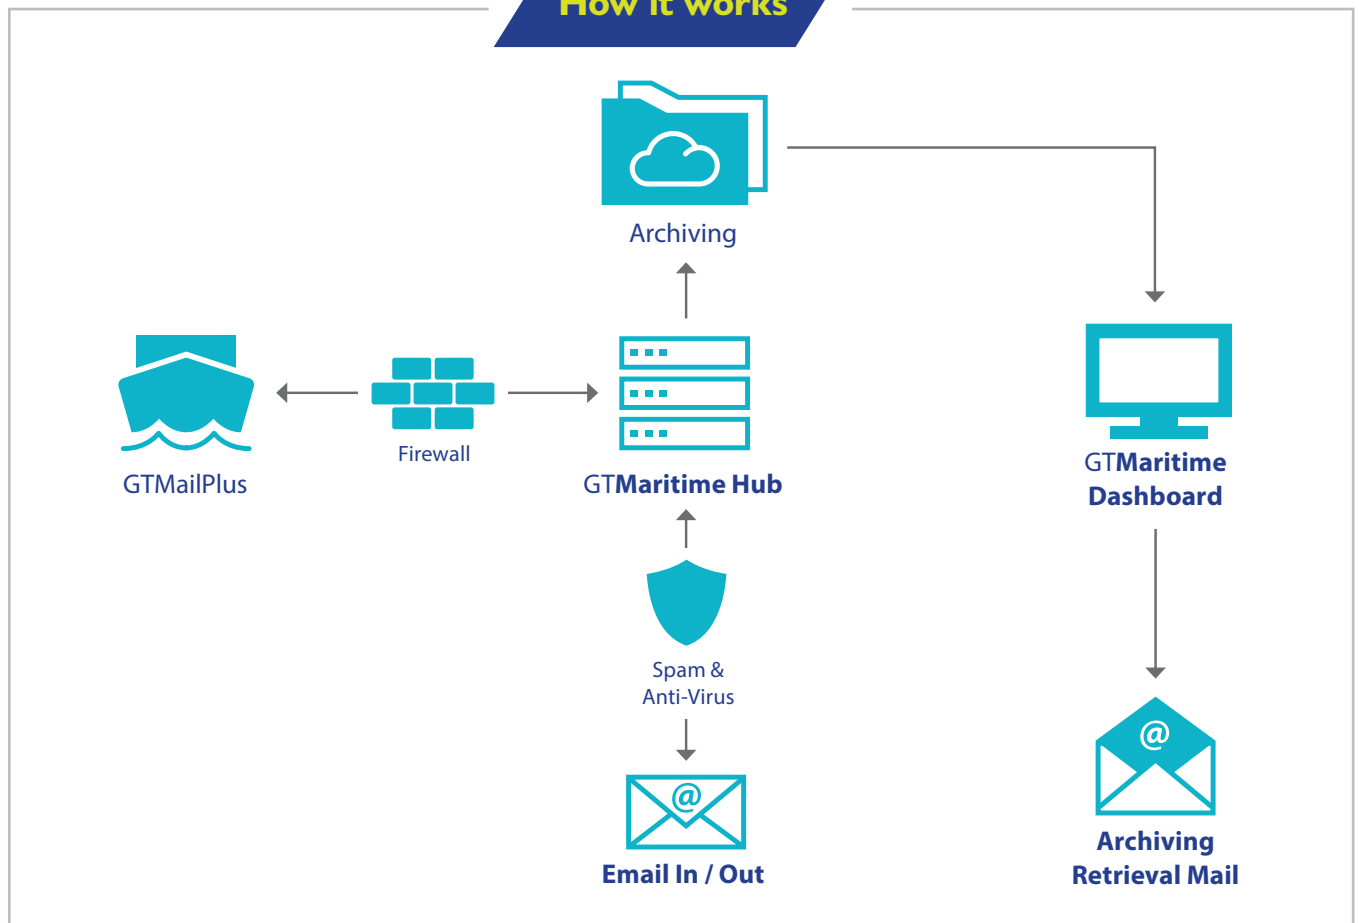 How it works
Archiving
Firewall
GTMailPlus
GTMaritime Hub
GTMaritime
Dashboard
Spam &
Anti-Virus
@
@
Email In / Out
Archiving
Retrieval Mail